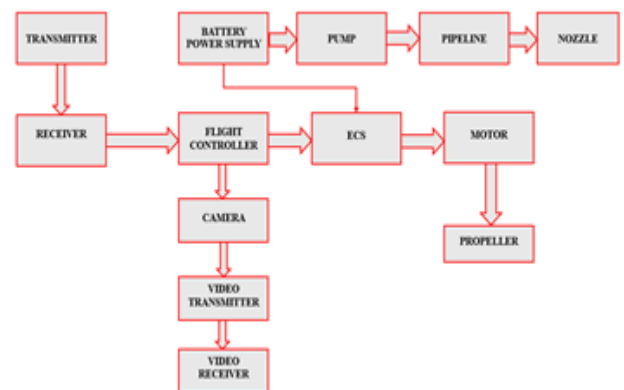 TRANSMITTER
BATTERY
POWER SUPPLY
PUMP
PIPELINE
NOZZLE
RECEIVER
FLIGHT
CONTROLLER
ECS
MOTOR
CAMERA
PROPELLER
VIDEO
TRANSMITTER
VIDEO
RECEIVER